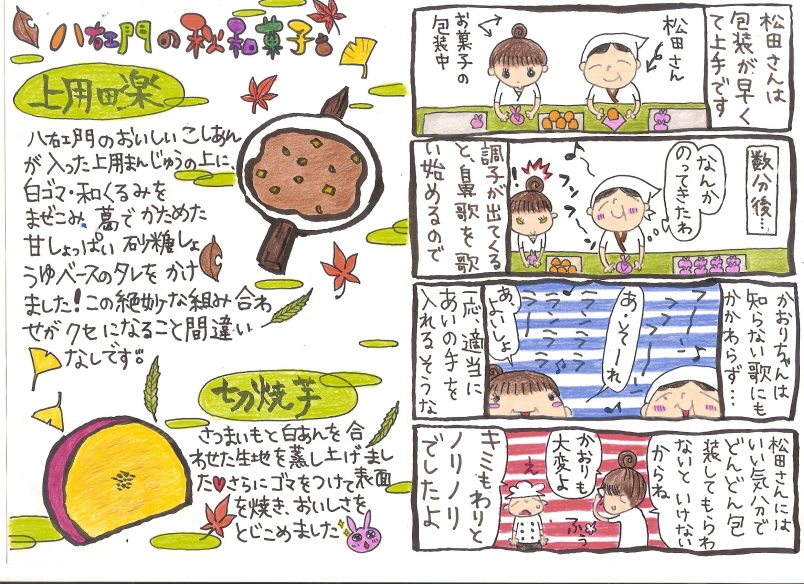 八右エ門の秋和菓子
上用田楽
八右エ門のおいしいこしあん
が入った上用まんじゅうの上に、
白ゴマ・和くるみを
まぜこみ、葛でかためた
甘しょっぱい砂糖しょ
うゆベースのタレをかけ
ました!この絶妙な組み合わ
せがクセになること間違い
なしです。
切焼芋
さつまいもと白あんを合
わせた生地を蒸し上げまし
た♥さらにゴマをつけて表面
を焼き、おいしさを
とじこめました
松田さんは
包装が早く
て上手です
松田さん
お菓子の
包装中
数分後…
なんか
のってきたわ
調子が出てくる
と、鼻歌を歌
い始めるので
かおりちゃんは
知らない歌にも
かかわらず…
ラン
ランラン
ランララ
あ・そーれ
あ、よいしょ
応、適当に
あいの手を
入れるそうな
松田さんには
いい気分で
どんどん包
装してもらわ
ないといけない
からね
ふぅ
かおりも
大変よ
え
キミもわりと
ノリノリ
でしたよ